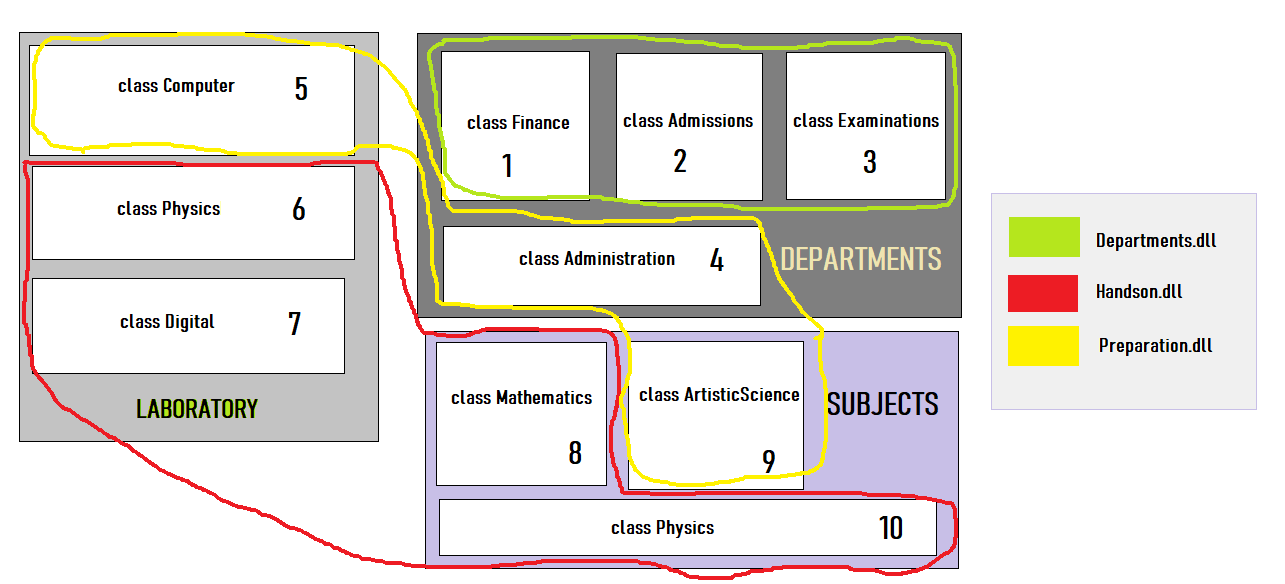 class Computer 5
class Physics 6
class Digital 7
LABORATORY
class Finance
1
class Admissions
2
class Examinations
3
class Administration 4
DEPARTMENTS
class Mathematics
8
class ArtisticScience
9
SUBJECTS
class Physics 10
Departments.dll
Handson.dll
Preparation.dll